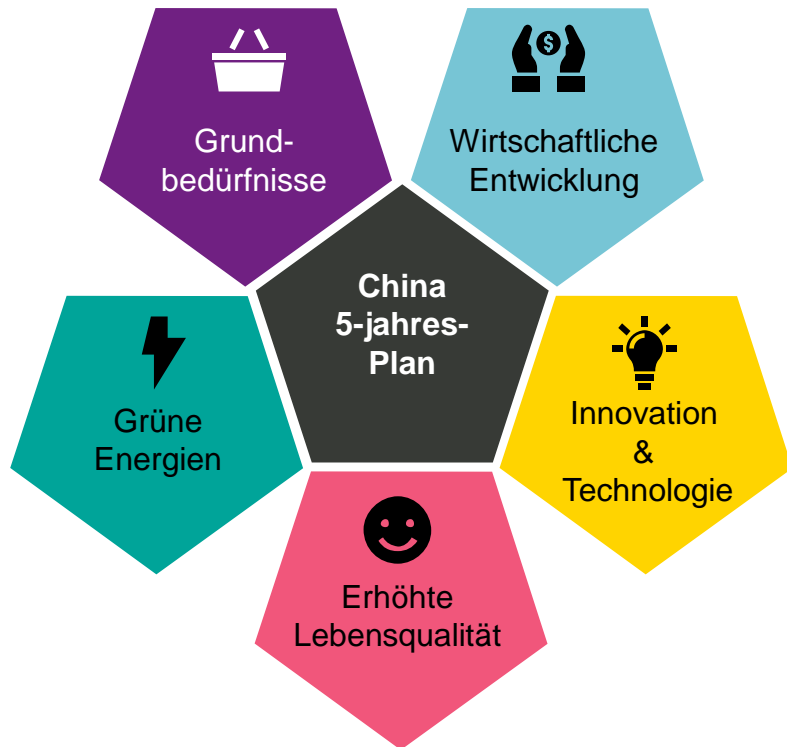 Grund-
bedürfnisse
Wirtschaftliche
Entwicklung
China
5-jahres-
Plan
Grüne
Energien
Innovation
&
Technologie
Erhöhte
Lebensqualität